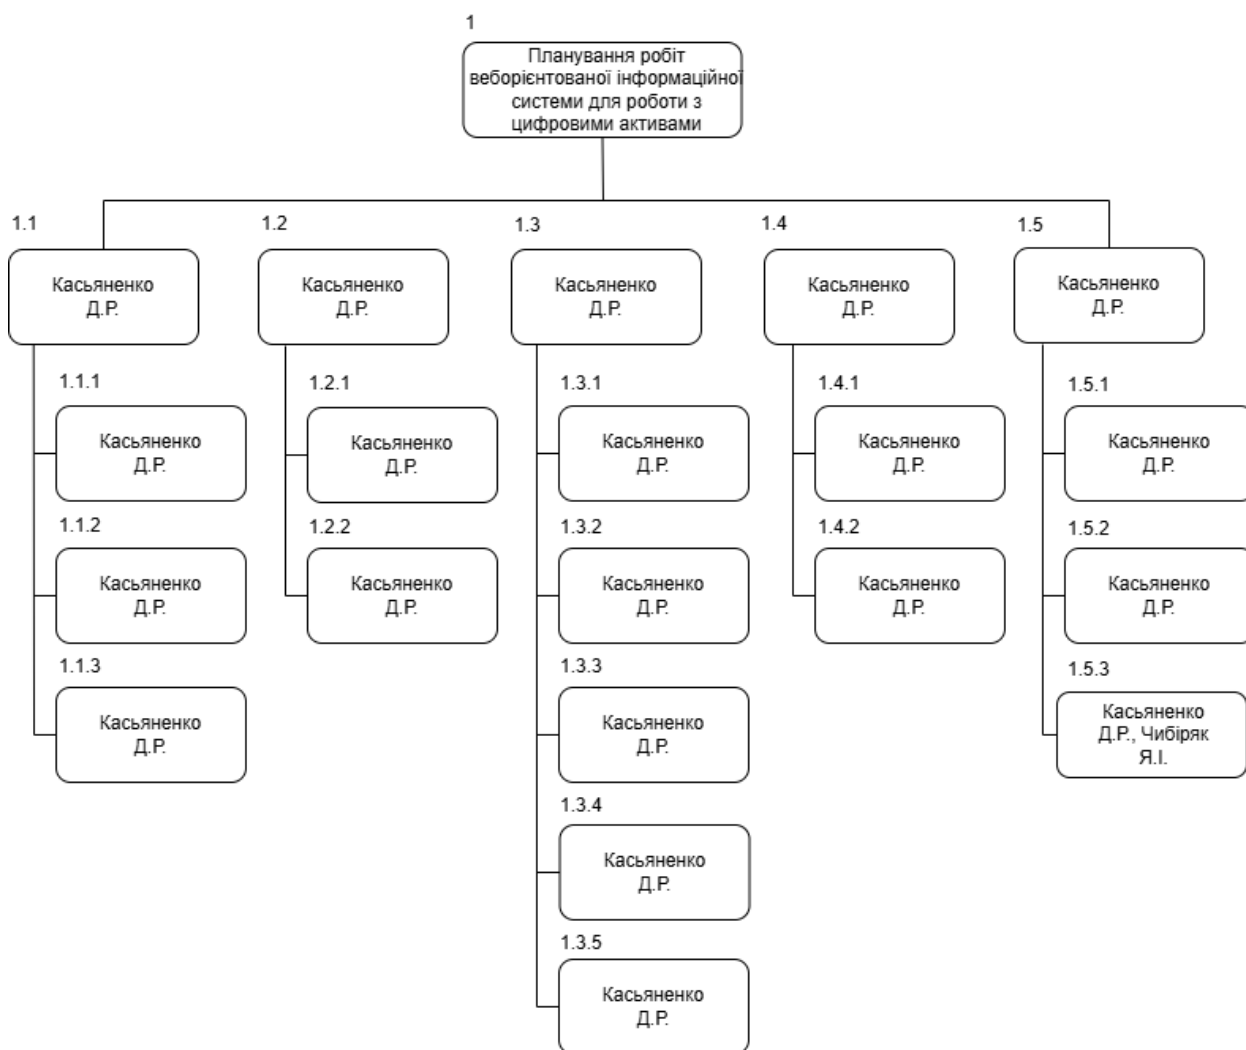 1
Планування робіт
веборієнтованої інформаційної
системи для роботи з
цифровими активами
1.1
1.2
1.3
1.4
1.5
Касьяненко
Д.Р.
Касьяненко
Д.Р.
Касьяненко
Д.Р.
Касьяненко
Д.Р.
Касьяненко
Д.Р.
1.1.1
Касьяненко
Д.Р.
1.1.2
Касьяненко
Д.Р.
1.1.3
Касьяненко
Д.Р.
1.2.1
Касьяненко
Д.Р.
1.2.2
Касьяненко
Д.Р.
1.3.1
Касьяненко
Д.Р.
1.3.2
Касьяненко
Д.Р.
1.3.3
Касьяненко
Д.Р.
1.3.4
Касьяненко
Д.Р.
1.3.5
Касьяненко
Д.Р.
1.4.1
Касьяненко
Д.Р.
1.4.2
Касьяненко
Д.Р.
1.5.1
Касьяненко
Д.Р.
1.5.2
Касьяненко
Д.Р.
1.5.3
Касьяненко
Д.Р., Чибіряк
Я.І.